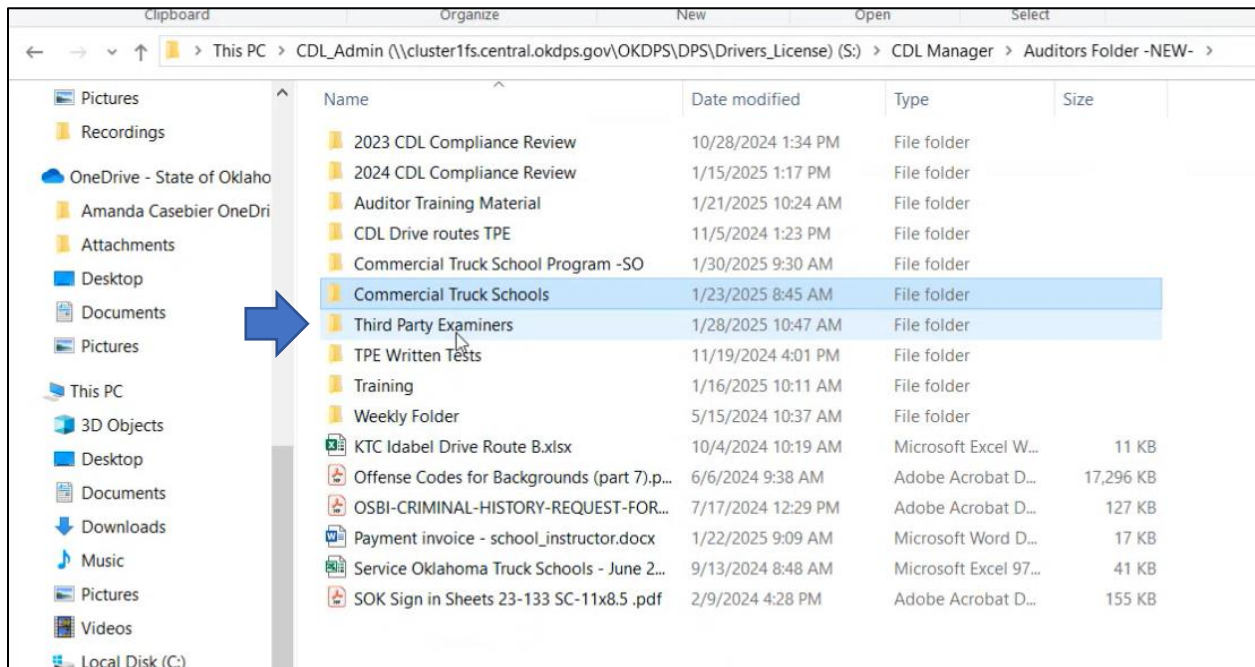 Clipboard Organize New Open Select
This PC > CDL_Admin (\\cluster1fs.central.okdps.gov\OKDPS\DPS\Drivers_License) (S:) > CDL Manager > Auditors Folder -NEW- >
Pictures
Recordings
OneDrive - State of Oklaho
Amanda Casebier OneDri
Attachments
Desktop
Documents
Pictures
This PC
3D Objects
Desktop
Documents
Downloads
Music
Pictures
Videos
Local Disk (C:)
Name Date modified Type Size
2023 CDL Compliance Review 10/28/2024 1:34 PM File folder
2024 CDL Compliance Review 1/15/2025 1:17 PM File folder
Auditor Training Material 1/21/2025 10:24 AM File folder
CDL Drive routes TPE 11/5/2024 1:23 PM File folder
Commercial Truck School Program -SO 1/30/2025 9:30 AM File folder
Commercial Truck Schools 1/23/2025 8:45 AM File folder
Third Party Examiners 1/28/2025 10:47 AM File folder
TPE Written Tests 11/19/2024 4:01 PM File folder
Training 1/16/2025 10:11 AM File folder
Weekly Folder 5/15/2024 10:37 AM File folder
KTC Idabel Drive Route B.xlsx 10/4/2024 10:19 AM Microsoft Excel W... 11 KB
Offense Codes for Backgrounds (part 7).p... 6/6/2024 9:38 AM Adobe Acrobat D... 17,296 KB
OSBI-CRIMINAL-HISTORY-REQUEST-FOR... 7/17/2024 12:29 PM Adobe Acrobat D... 127 KB
Payment invoice - school_instructor.docx 1/22/2025 9:09 AM Microsoft Word D... 17 KB
Service Oklahoma Truck Schools - June 2... 9/13/2024 8:48 AM Microsoft Excel 97... 41 KB
SOK Sign in Sheets 23-133 SC-11x8.5 .pdf 2/9/2024 4:28 PM Adobe Acrobat D... 155 KB